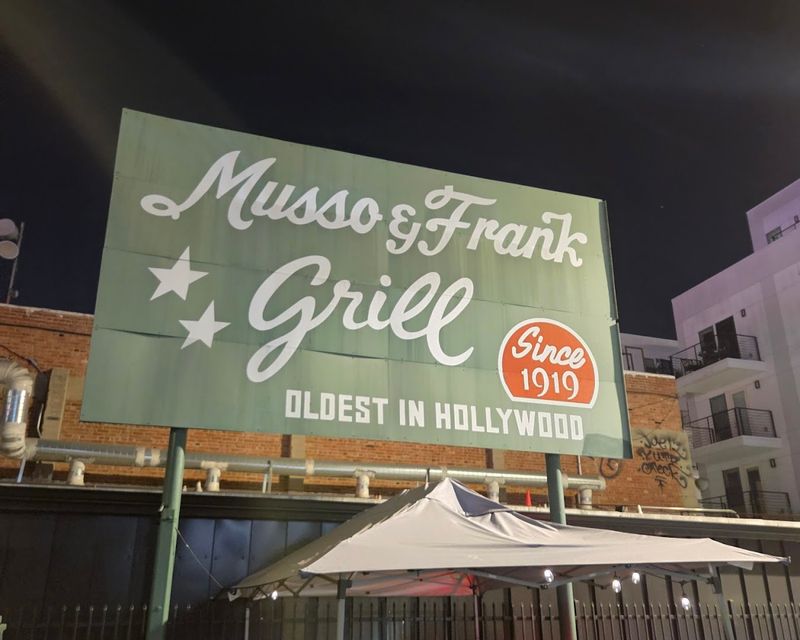 Musso & Frank
Grill
Since
1919
OLDEST IN HOLLYWOOD